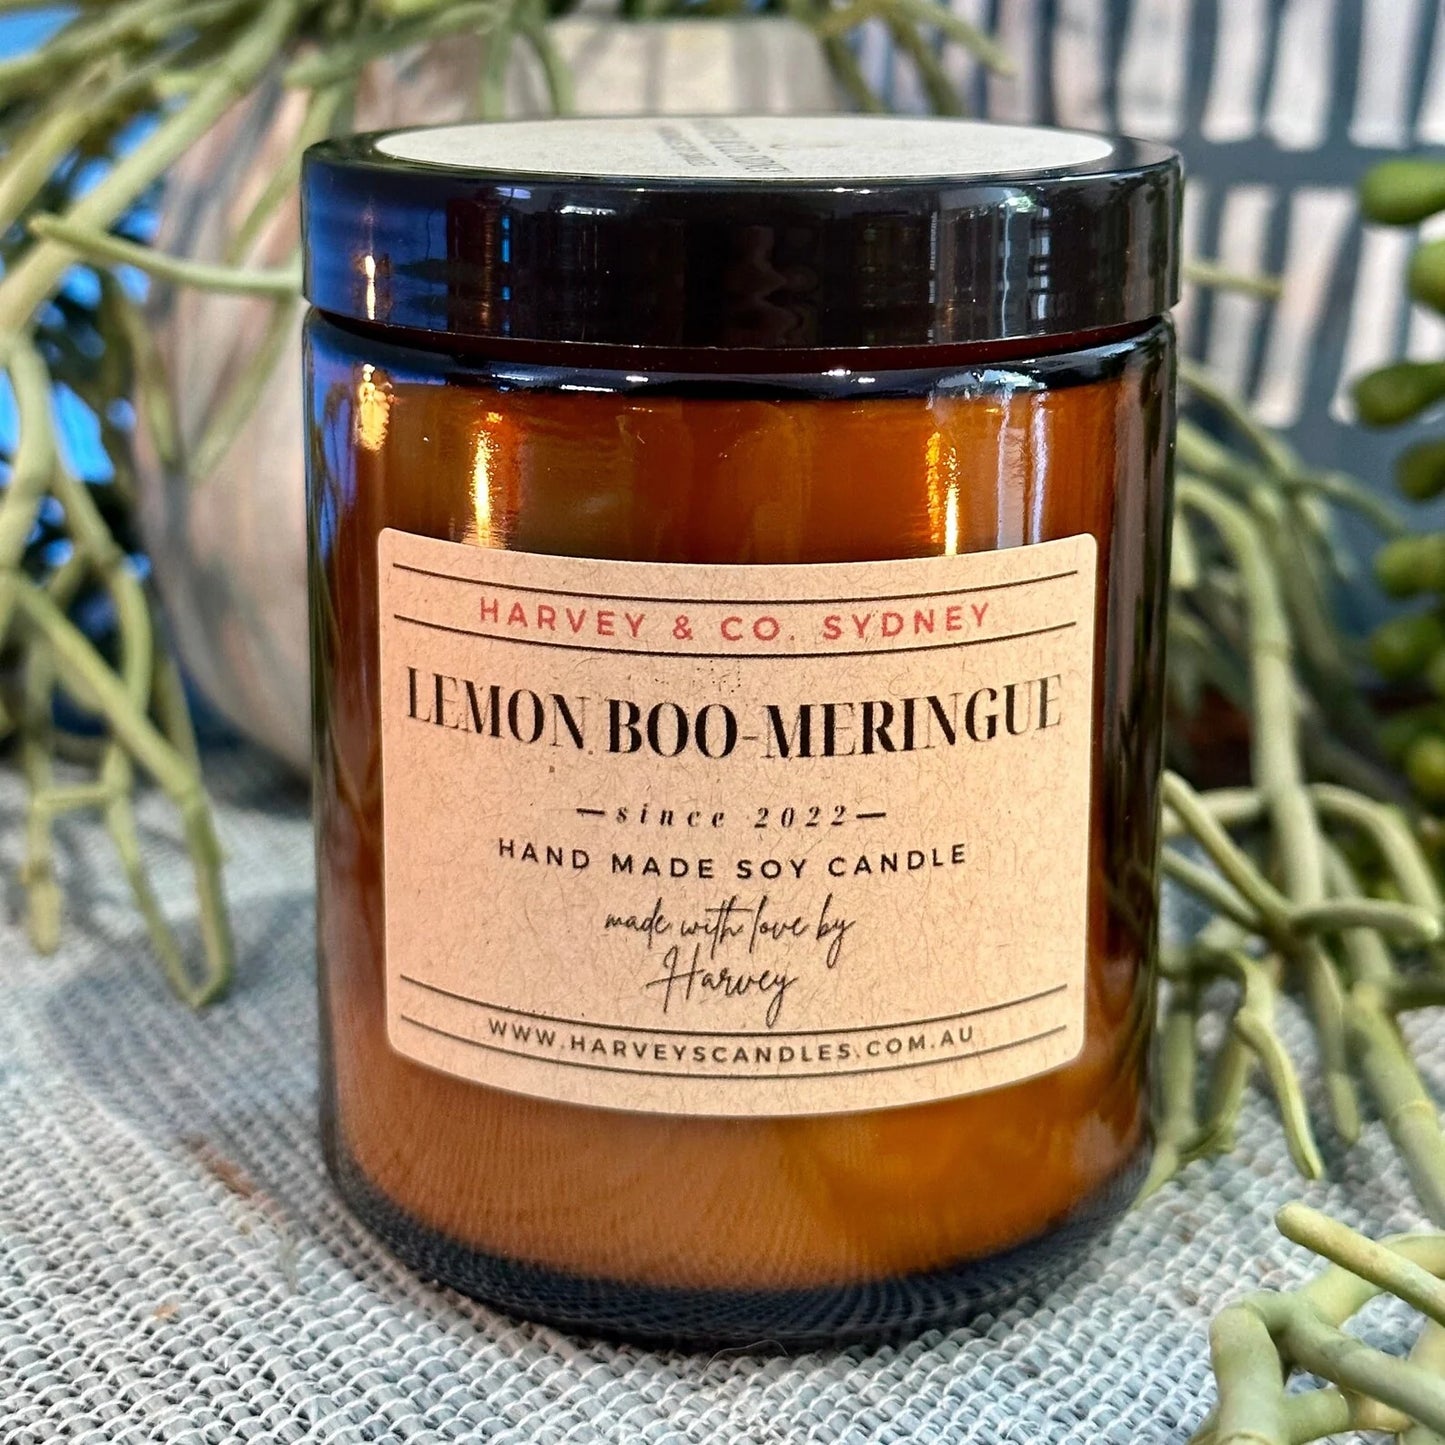 HARVEY & CO. SYDNEY
LEMON BOO-MERINGUE
—since 2022—
HAND MADE SOY CANDLE
made with love by
Harvey
WWW.HARVEYSCANDLES.COM.AU